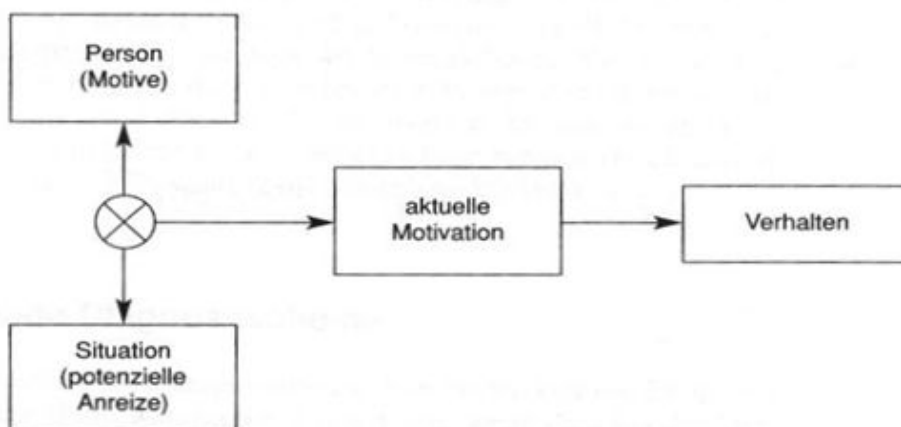 Person
(Motive)
aktuelle
Motivation
Verhalten
Situation
(potenzielle
Anreize)